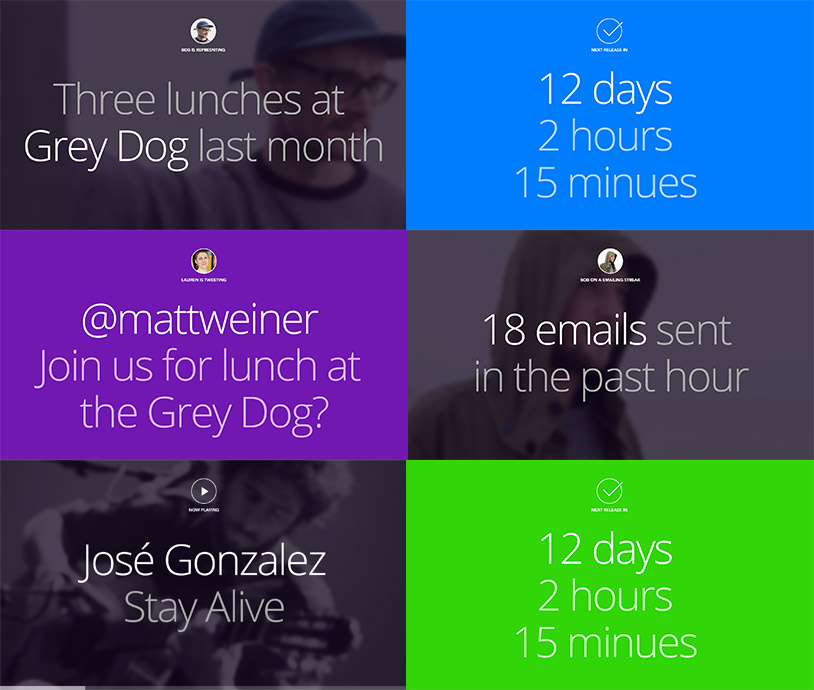 BOB IS REPRESNTING
Three lunches at
Grey Dog last month
NEXT RELEASE IN
12 days
2 hours
15 minues
LAUREN IS TWEETING
@mattweiner
Join us for lunch at
the Grey Dog?
BOB ON A EMAILING STREAK
18 emails sent
in the past hour
NOW PLAYING
José Gonzalez
Stay Alive
NEXT RELEASE IN
12 days
2 hours
15 minues